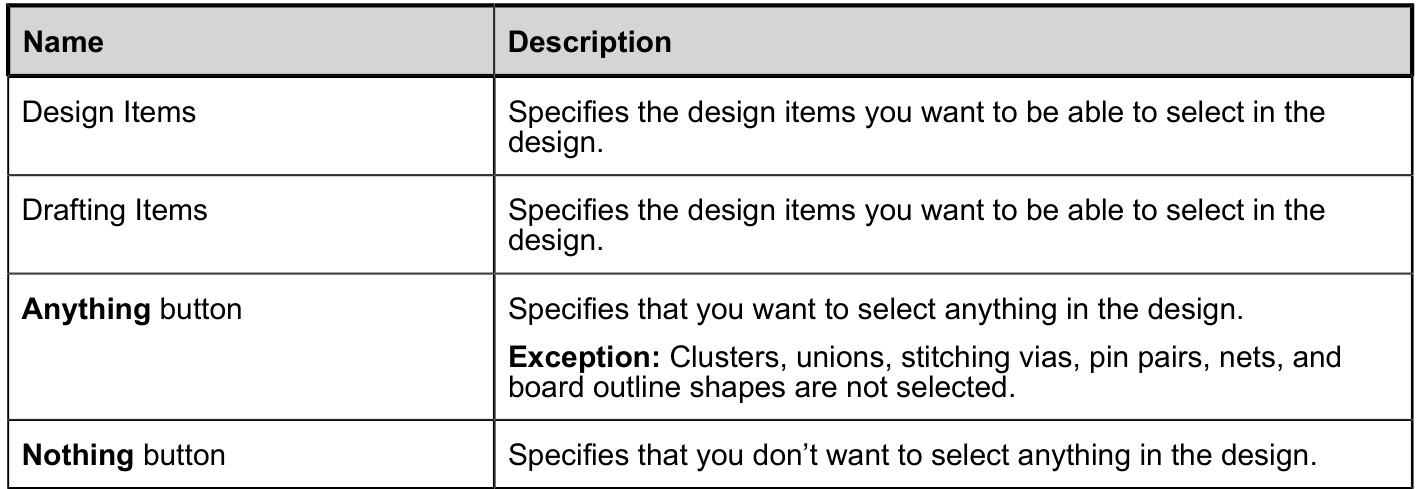 Name
Description
Design Items
Specifies the design items you want to be able to select in the
design.
Drafting Items
Specifies the design items you want to be able to select in the
design.
Anything button
Specifies that you want to select anything in the design.
Exception: Clusters, unions, stitching vias, pin pairs, nets, and
board outline shapes are not selected.
Nothing button
Specifies that you don’t want to select anything in the design.